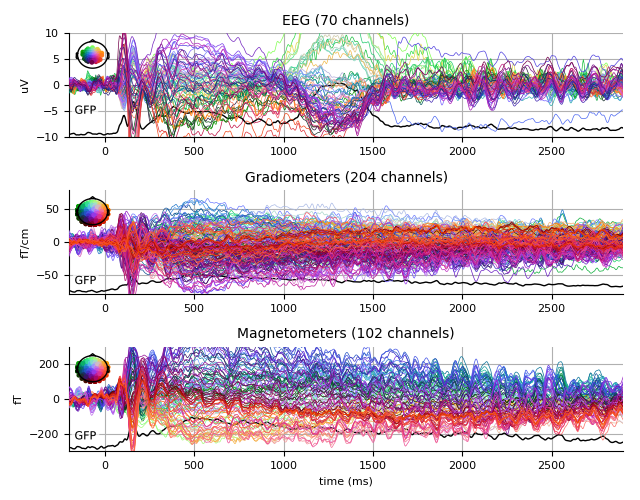 EEG (70 channels)
10
5
0
−5
−10
uV
GFP
0 500 1000 1500 2000 2500
Gradiometers (204 channels)
50
0
−50
fT/cm
GFP
0 500 1000 1500 2000 2500
Magnetometers (102 channels)
200
0
−200
fT
GFP
0 500 1000 1500 2000 2500
time (ms)